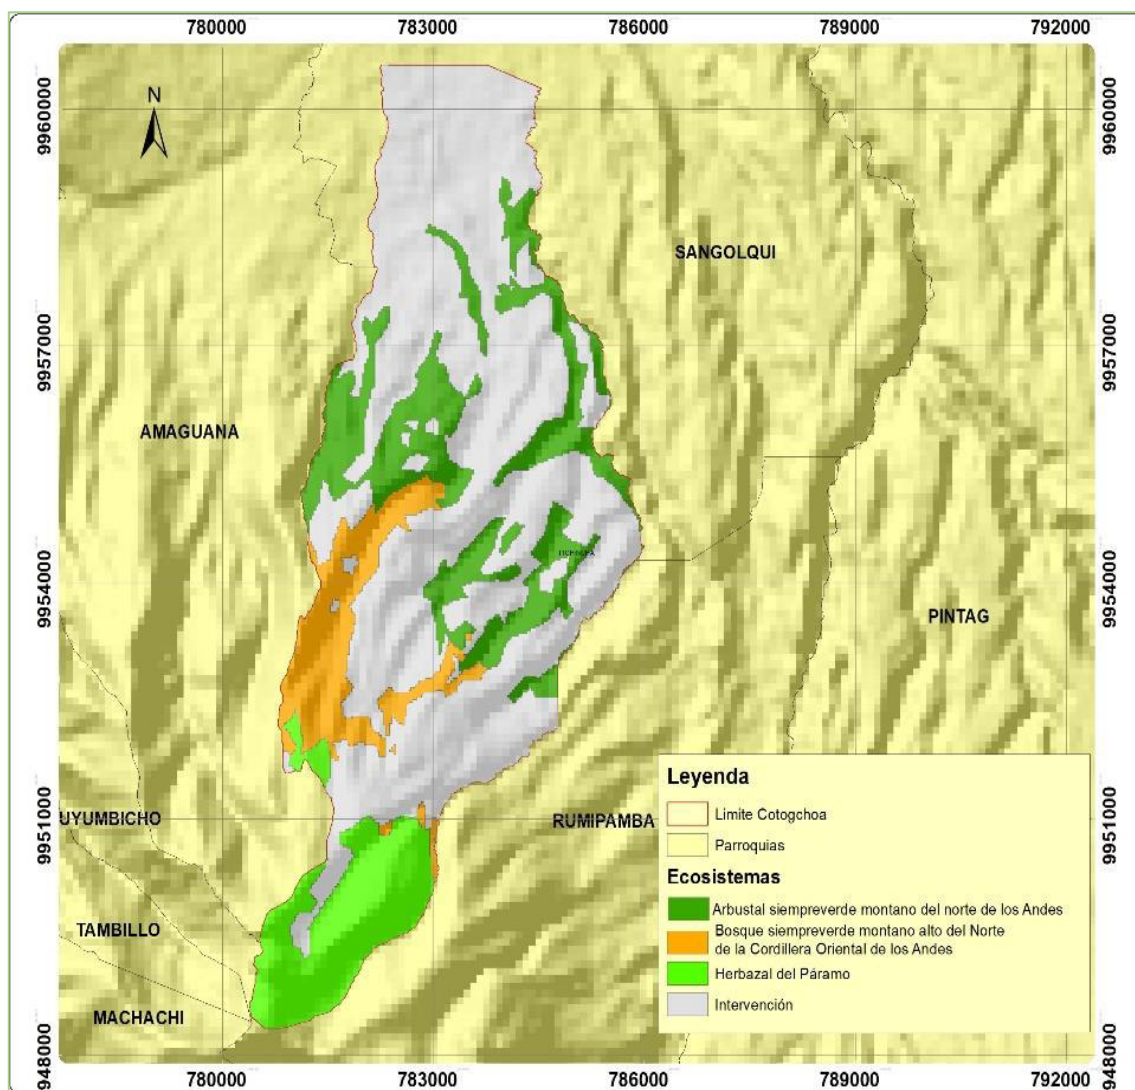 780000
783000
786000
789000
792000
N
9960000
9960000
SANGOLQUI
9957000
9957000
AMAGUANA
9954000
9954000
PINTAG
Leyenda
Limite Cotogchoa
Parroquias
Ecosistemas
Arbustal siempreverde montano del norte de los Andes
Bosque siempreverde montano alto del Norte
de la Cordillera Oriental de los Andes
Herbazal del Páramo
Intervención
9951000
9951000
UYUMBICHO
RUMIPAMBA
TAMBILLO
MACHACHI
9948000
9948000
780000
783000
786000
789000
792000